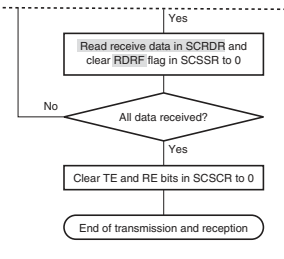 Yes
Read receive data in SCRDR and
clear RDRF flag in SCSSR to 0
No
All data received?
Yes
Clear TE and RE bits in SCSCR to 0
End of transmission and reception